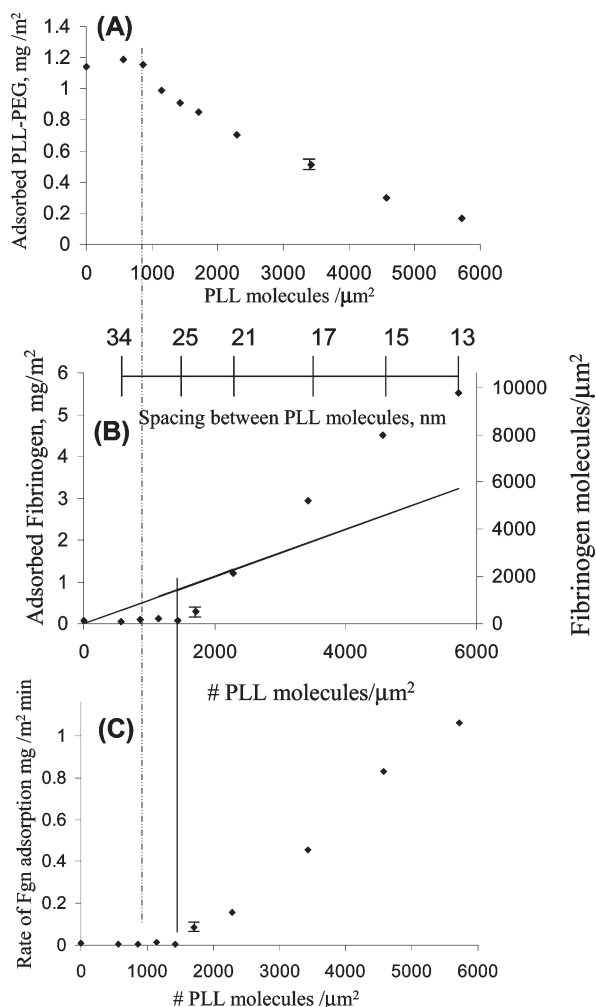 (A)
Adsorbed PLL-PEG, mg /m²
1.4
1.2
1
0.8
0.6
0.4
0.2
0
0 1000 2000 3000 4000 5000 6000
PLL molecules /μm²
34 25 21 17 15 13
Spacing between PLL molecules, nm
(B)
Adsorbed Fibrinogen, mg/m²
6
5
4
3
2
1
0
10000
8000
6000
4000
2000
0
Fibrinogen molecules/μm²
0 2000 4000 6000
# PLL molecules/μm²
(C)
Rate of Fgn adsorption mg /m² min
1
0.8
0.6
0.4
0.2
0
0 1000 2000 3000 4000 5000 6000
# PLL molecules /μm²